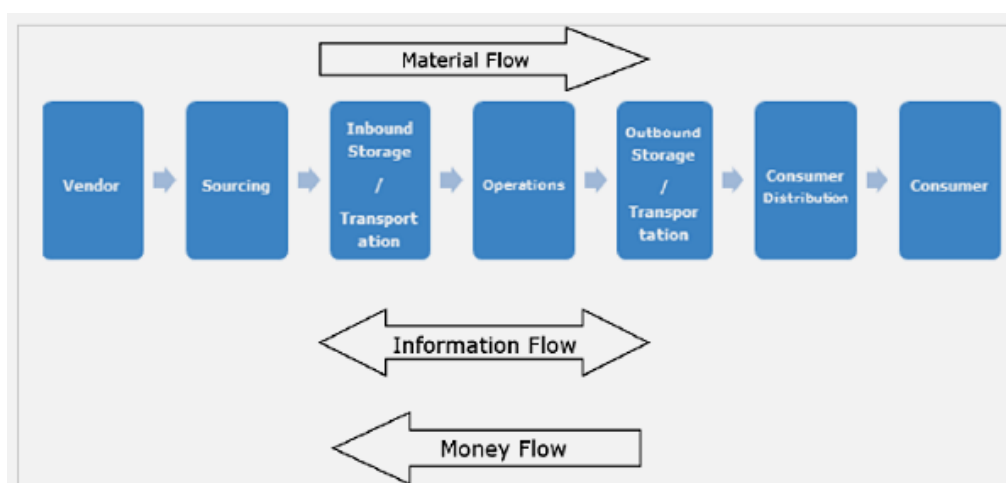 Material Flow
Vendor
Sourcing
Inbound
Storage
/
Transport
ation
Operations
Outbound
Storage
/
Transpor
tation
Consumer
Distribution
Consumer
Information Flow
Money Flow